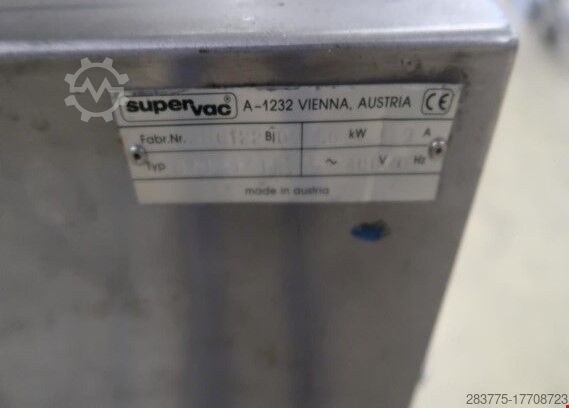 supervac® A-1232 VIENNA, AUSTRIA CE
Fabr.Nr. Bj kW A
Typ ~ V Hz
made in austria
283775-17708723